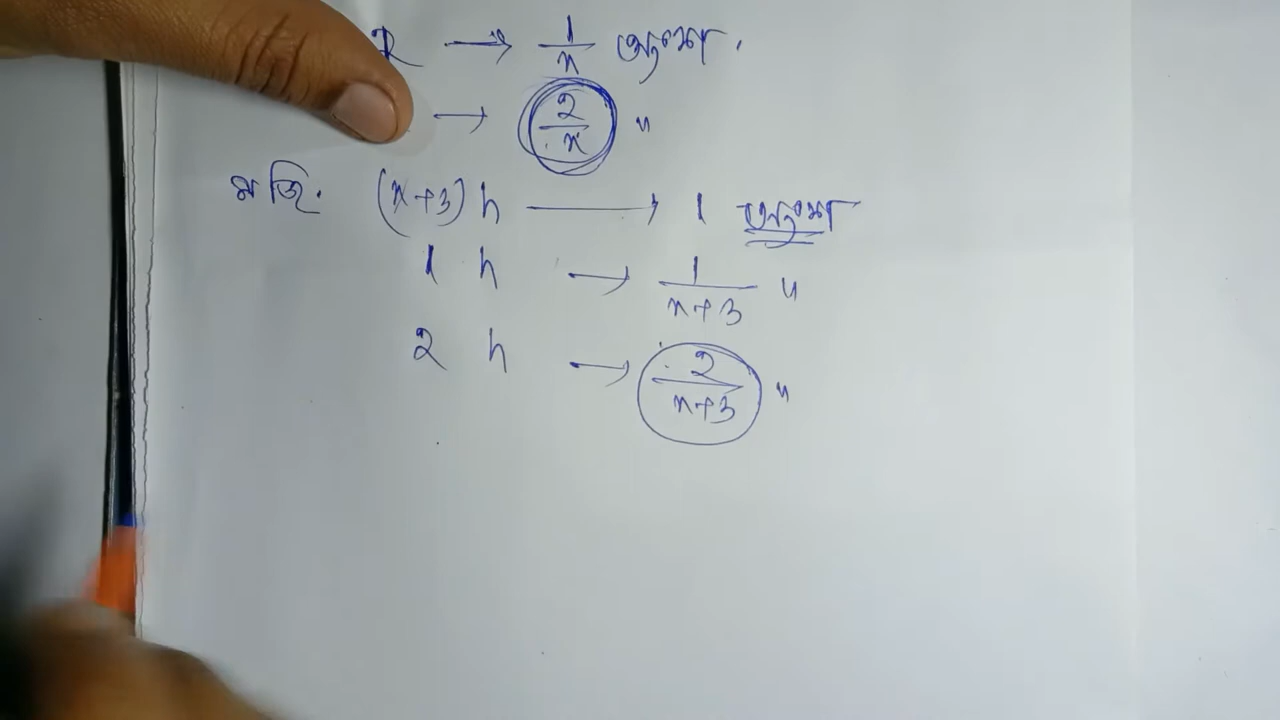 h → 1/x অংশ .
→ 2/x "
মজি. (x+3) h → 1 অংশ
1 h → 1/x+3 "
2 h → 2/x+3 "